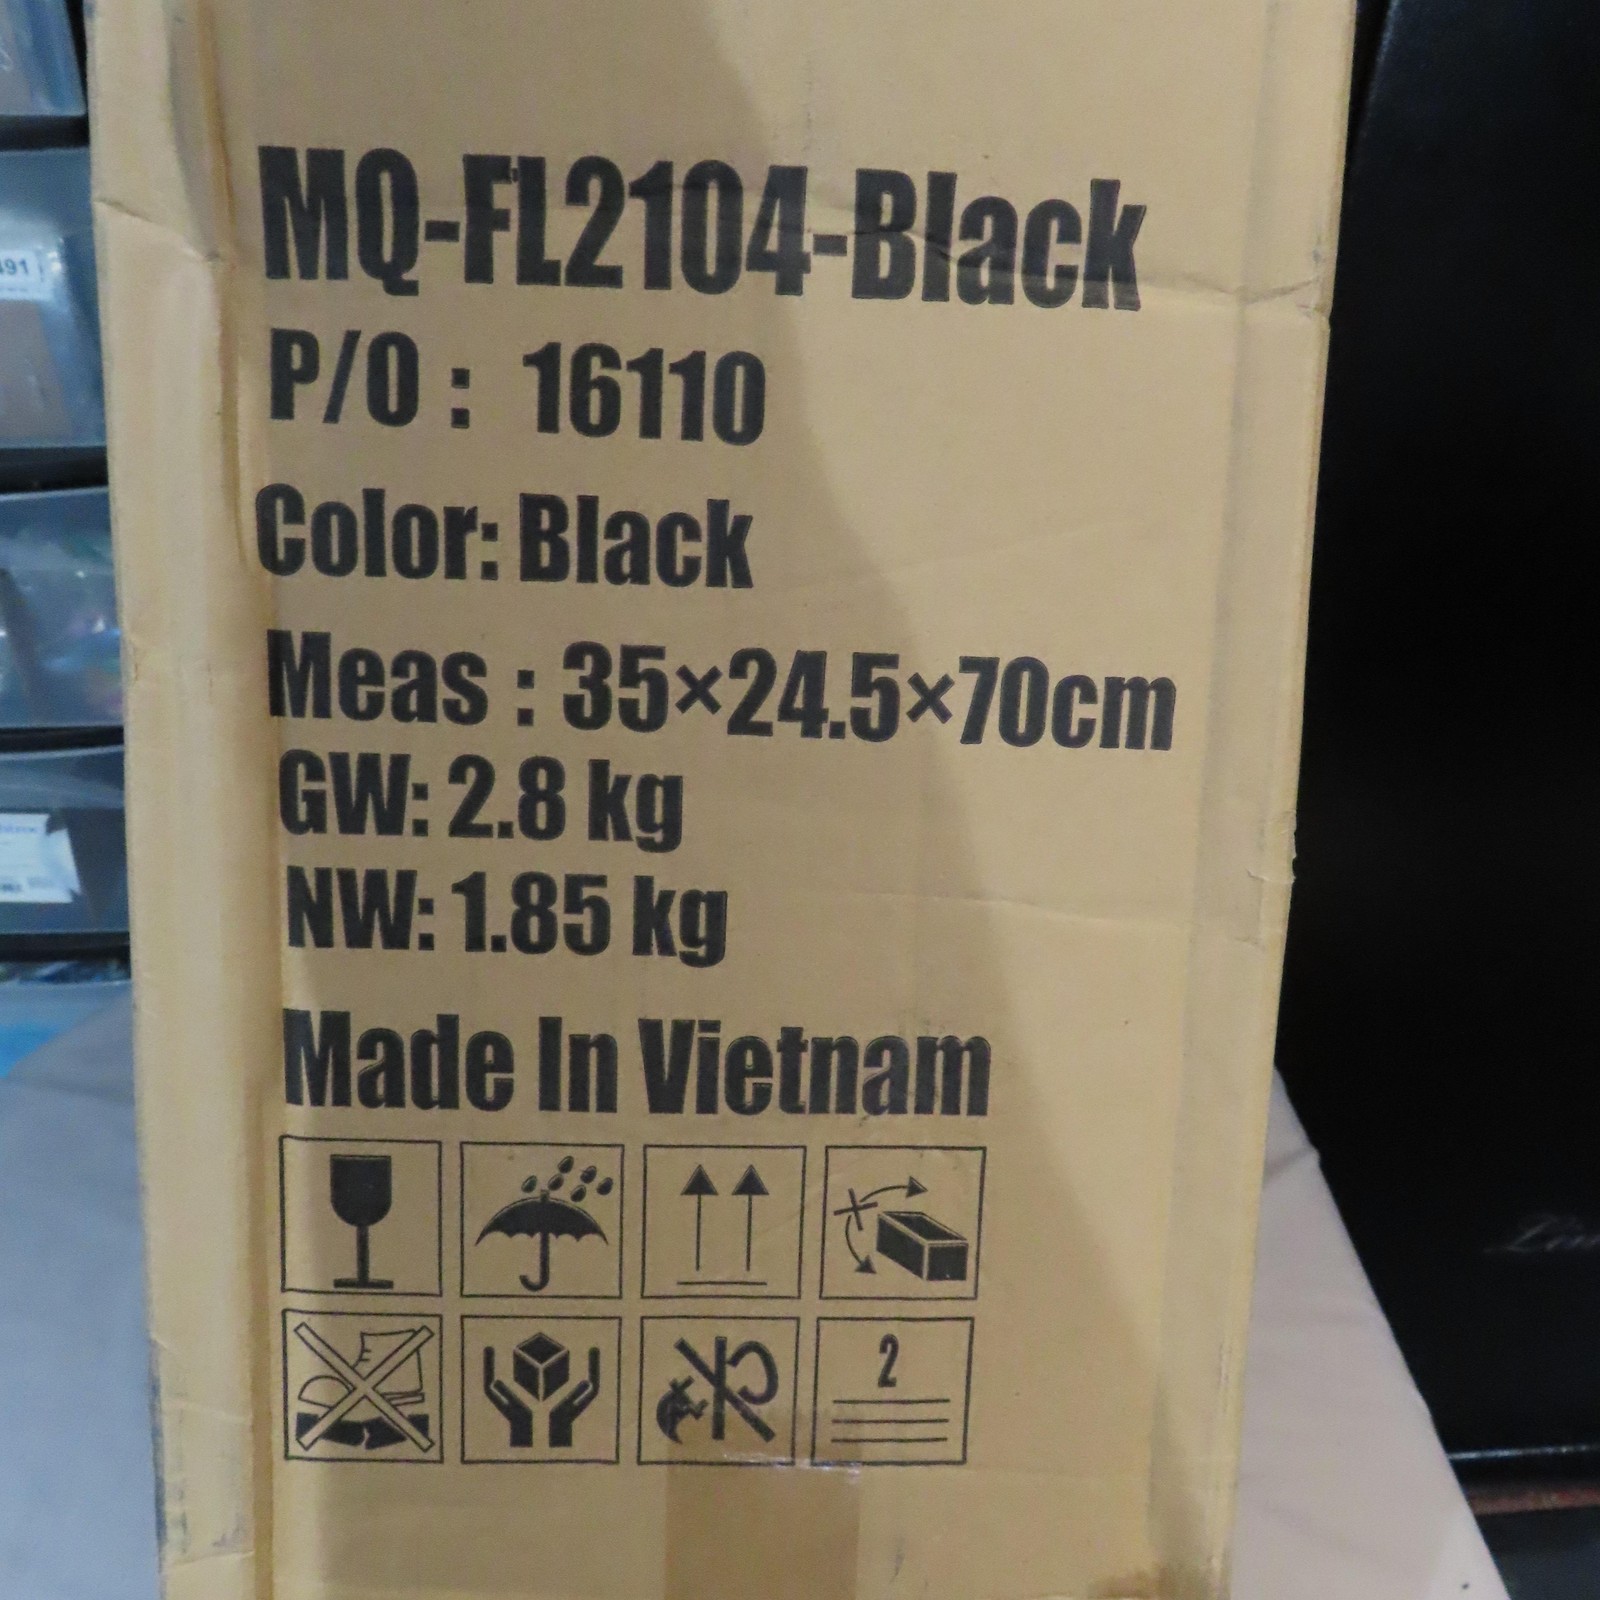 MQ-FL2104-Black
P/O : 16110
Color: Black
Meas : 35×24.5×70cm
GW: 2.8 kg
NW: 1.85 kg
Made In Vietnam
2